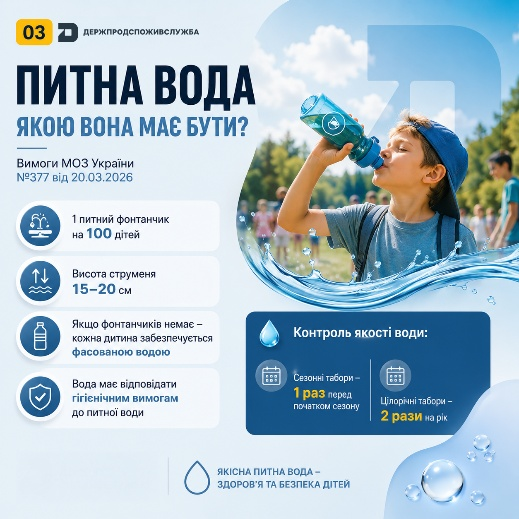 03 ДЕРЖПРОДСПОЖИВСЛУЖБА
ПИТНА ВОДА
ЯКОЮ ВОНА МАЄ БУТИ?
Вимоги МОЗ України
№377 від 20.03.2026
1 питний фонтанчик
на 100 дітей
Висота струменя
15–20 см
Якщо фонтанчиків немає –
кожна дитина забезпечується
фасованою водою
Вода має відповідати
гігієнічним вимогам
до питної води
Контроль якості води:
Сезонні табори –
1 раз перед
початком сезону
Цілорічні табори –
2 рази на рік
ЯКІСНА ПИТНА ВОДА –
ЗДОРОВ'Я ТА БЕЗПЕКА ДІТЕЙ